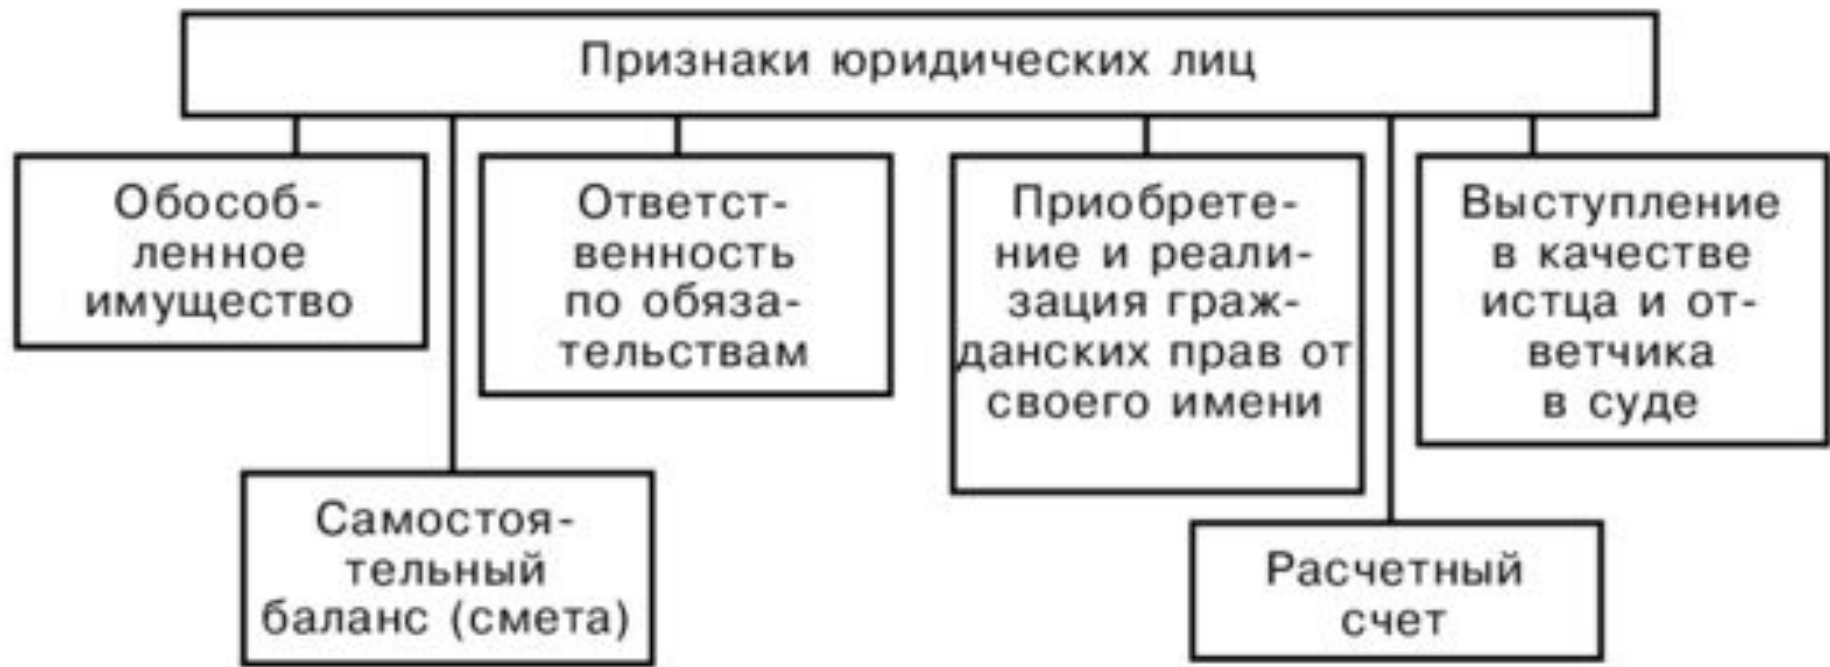 Признаки юридических лиц
Обособ-
ленное
имущество
Самостоя-
тельный
баланс (смета)
Ответст-
венность
по обяза-
тельствам
Приобрете-
ние и реали-
зация граж-
данских прав от
своего имени
Расчетный
счет
Выступление
в качестве
истца и от-
ветчика
в суде